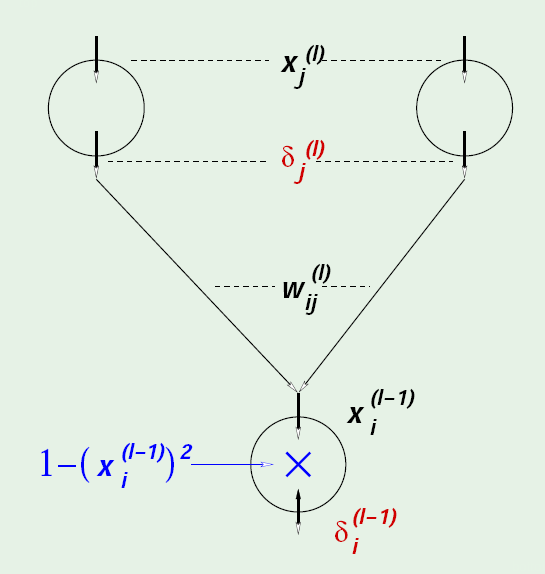 x_j^(l)
δ_j^(l)
w_ij^(l)
x_i^(l−1)
1−(x_i^(l−1))^2
×
δ_i^(l−1)